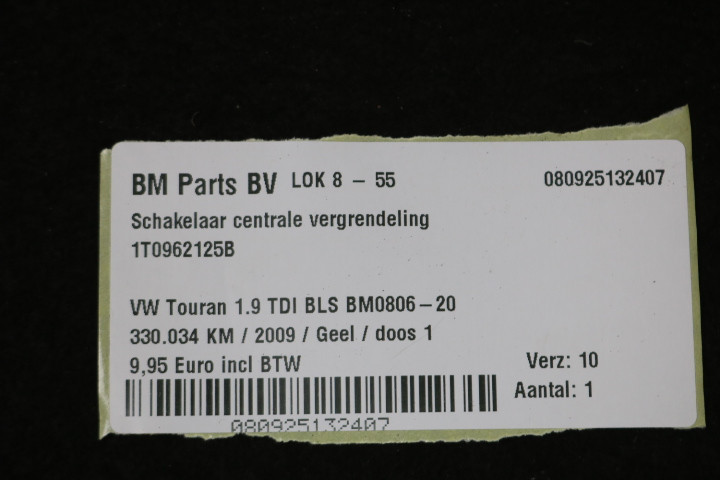 BM Parts BV LOK 8 - 55 080925132407
Schakelaar centrale vergrendeling
1T0962125B
VW Touran 1.9 TDI BLS BM0806-20
330.034 KM / 2009 / Geel / doos 1
9,95 Euro incl BTW Verz: 10
Aantal: 1
080925132407